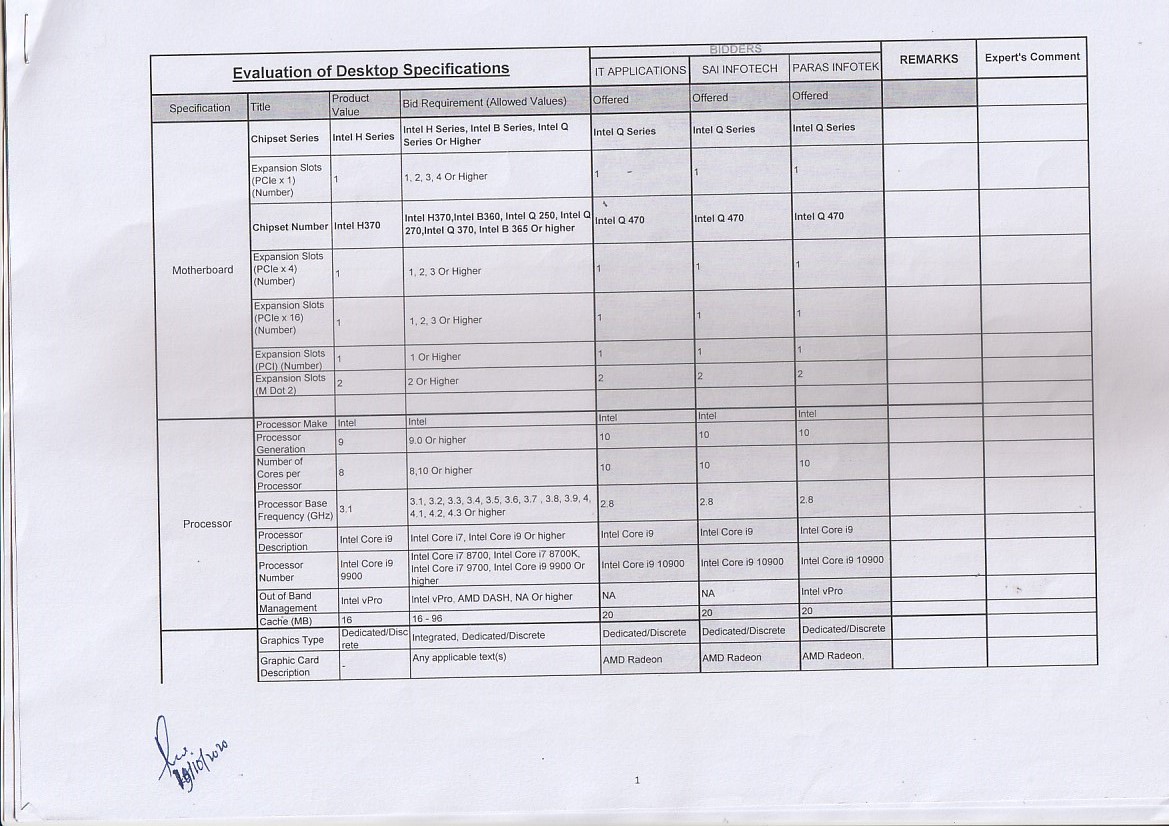 BIDDERS
Evaluation of Desktop Specifications
IT APPLICATIONS
SAI INFOTECH
PARAS INFOTEK
REMARKS
Expert's Comment
Specification
Title
Product
Value
Bid Requirement (Allowed Values)
Offered
Offered
Offered
Motherboard
Chipset Series
Intel H Series
Intel H Series, Intel B Series, Intel Q
Series Or Higher
Intel Q Series
Intel Q Series
Intel Q Series
Expansion Slots
(PCIe x 1)
(Number)
1
1, 2, 3, 4 Or Higher
1
1
1
Chipset Number
Intel H370
Intel H370,Intel B360, Intel Q 250, Intel Q
270,Intel Q 370, Intel B 365 Or higher
Intel Q 470
Intel Q 470
Intel Q 470
Expansion Slots
(PCIe x 4)
(Number)
1
1, 2, 3 Or Higher
1
1
1
Expansion Slots
(PCIe x 16)
(Number)
1
1, 2, 3 Or Higher
1
1
1
Expansion Slots
(PCI) (Number)
1
1 Or Higher
1
1
1
Expansion Slots
(M Dot 2)
2
2 Or Higher
2
2
2
Processor
Processor Make
Intel
Intel
Intel
Intel
Intel
Processor
Generation
9
9.0 Or higher
10
10
10
Number of
Cores per
Processor
8
8,10 Or higher
10
10
10
Processor Base
Frequency (GHz)
3.1
3.1, 3.2, 3.3, 3.4, 3.5, 3.6, 3.7 , 3.8, 3.9, 4,
4.1, 4.2, 4.3 Or higher
2.8
2.8
2.8
Processor
Description
Intel Core i9
Intel Core i7, Intel Core i9 Or higher
Intel Core i9
Intel Core i9
Intel Core i9
Processor
Number
Intel Core i9
9900
Intel Core i7 8700, Intel Core i7 8700K,
Intel Core i7 9700, Intel Core i9 9900 Or
higher
Intel Core i9 10900
Intel Core i9 10900
Intel Core i9 10900
Out of Band
Management
Intel vPro
Intel vPro, AMD DASH, NA Or higher
NA
NA
Intel vPro
Cache (MB)
16
16 - 96
20
20
20
Graphics Type
Dedicated/Disc
rete
Integrated, Dedicated/Discrete
Dedicated/Discrete
Dedicated/Discrete
Dedicated/Discrete
Graphic Card
Description
-
Any applicable text(s)
AMD Radeon
AMD Radeon
AMD Radeon,
19/10/2020
1